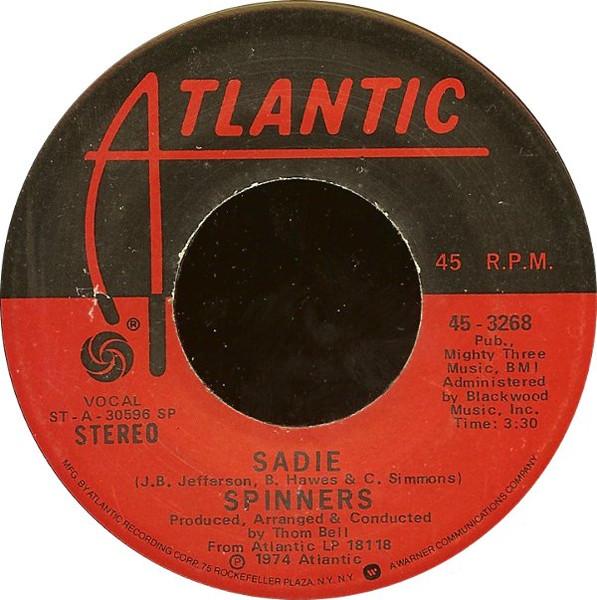 ATLANTIC
45 R.P.M.
®
45-3268
Pub.,
Mighty Three
Music, BMI
Administered
by Blackwood
Music, Inc.
Time: 3:30
VOCAL
ST-A-30596 SP
STEREO
SADIE
(J.B. Jefferson, B. Hawes & C. Simmons)
SPINNERS
Produced, Arranged & Conducted
by Thom Bell
From Atlantic LP 18118
℗ 1974 Atlantic
MFG. BY ATLANTIC RECORDING CORP., 75 ROCKEFELLER PLAZA, N.Y. N.Y. A WARNER COMMUNICATIONS COMPANY